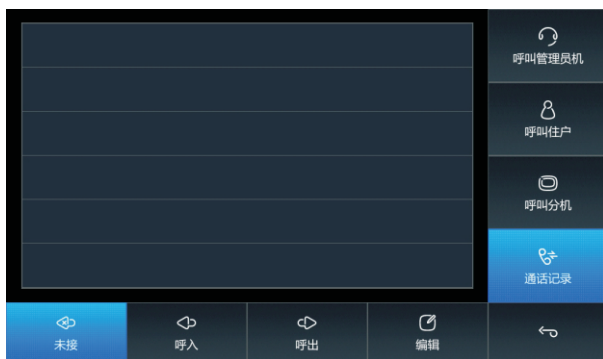 呼叫管理员机
呼叫住户
呼叫分机
通话记录
未接
呼入
呼出
编辑